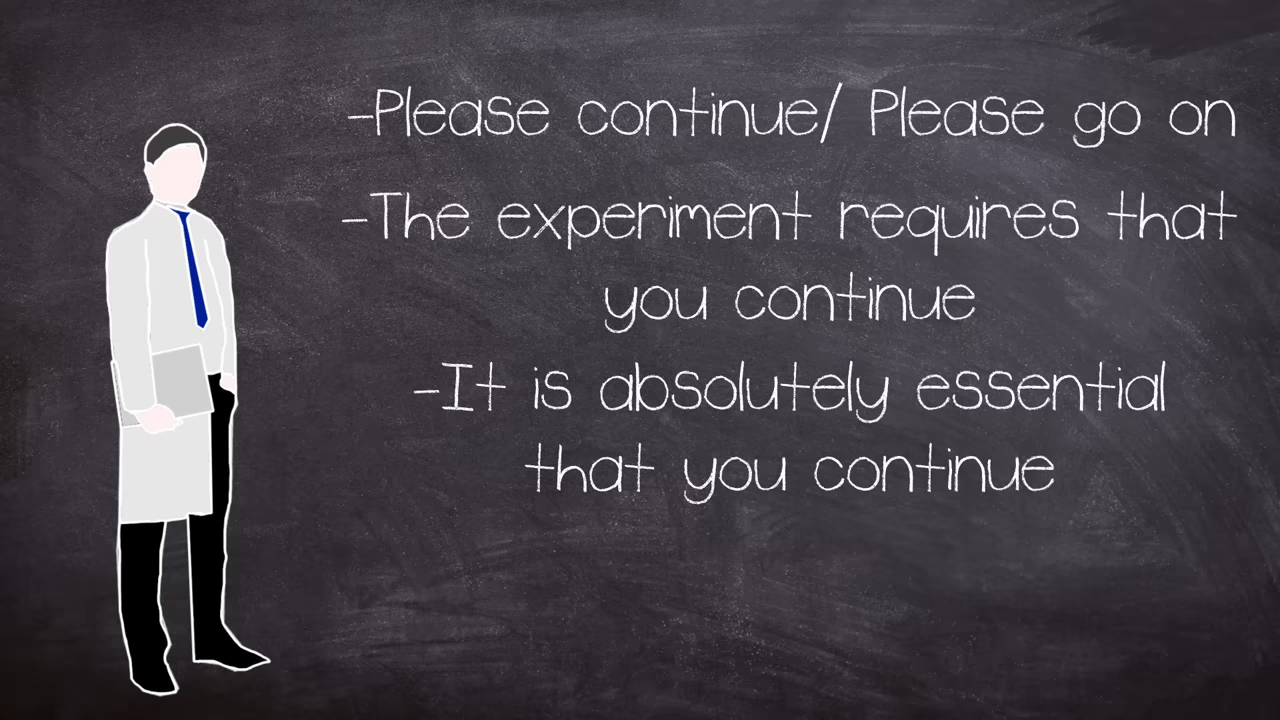 -Please continue/ Please go on
-The experiment requires that
you continue
-It is absolutely essential
that you continue